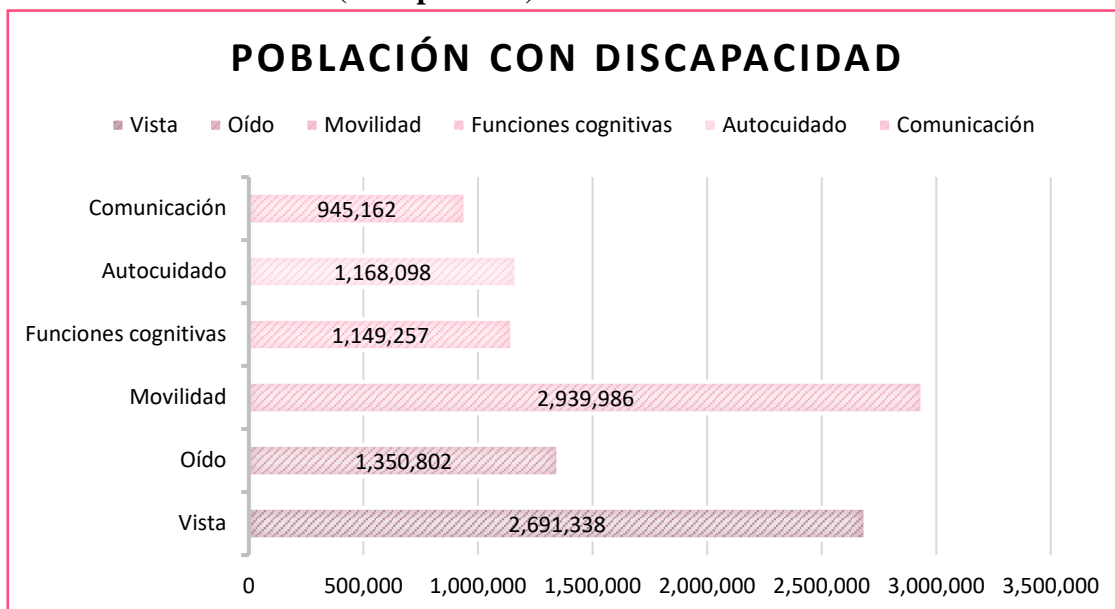 POBLACIÓN CON DISCAPACIDAD
Vista Oído Movilidad Funciones cognitivas Autocuidado Comunicación
Comunicación 945,162
Autocuidado 1,168,098
Funciones cognitivas 1,149,257
Movilidad 2,939,986
Oído 1,350,802
Vista 2,691,338
0 500,000 1,000,000 1,500,000 2,000,000 2,500,000 3,000,000 3,500,000